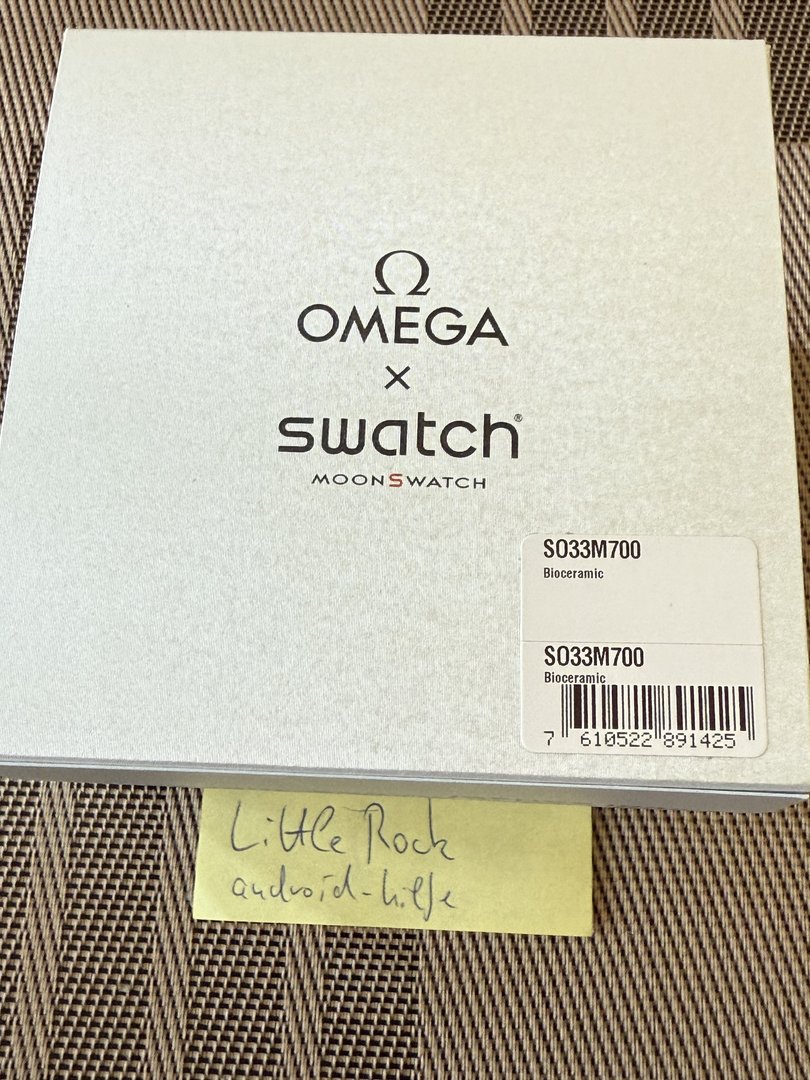 Ω
OMEGA
×
swatch®
MOONSWATCH
SO33M700
Bioceramic
SO33M700
Bioceramic
7 610522 891425
Little Rock
android-hilfe